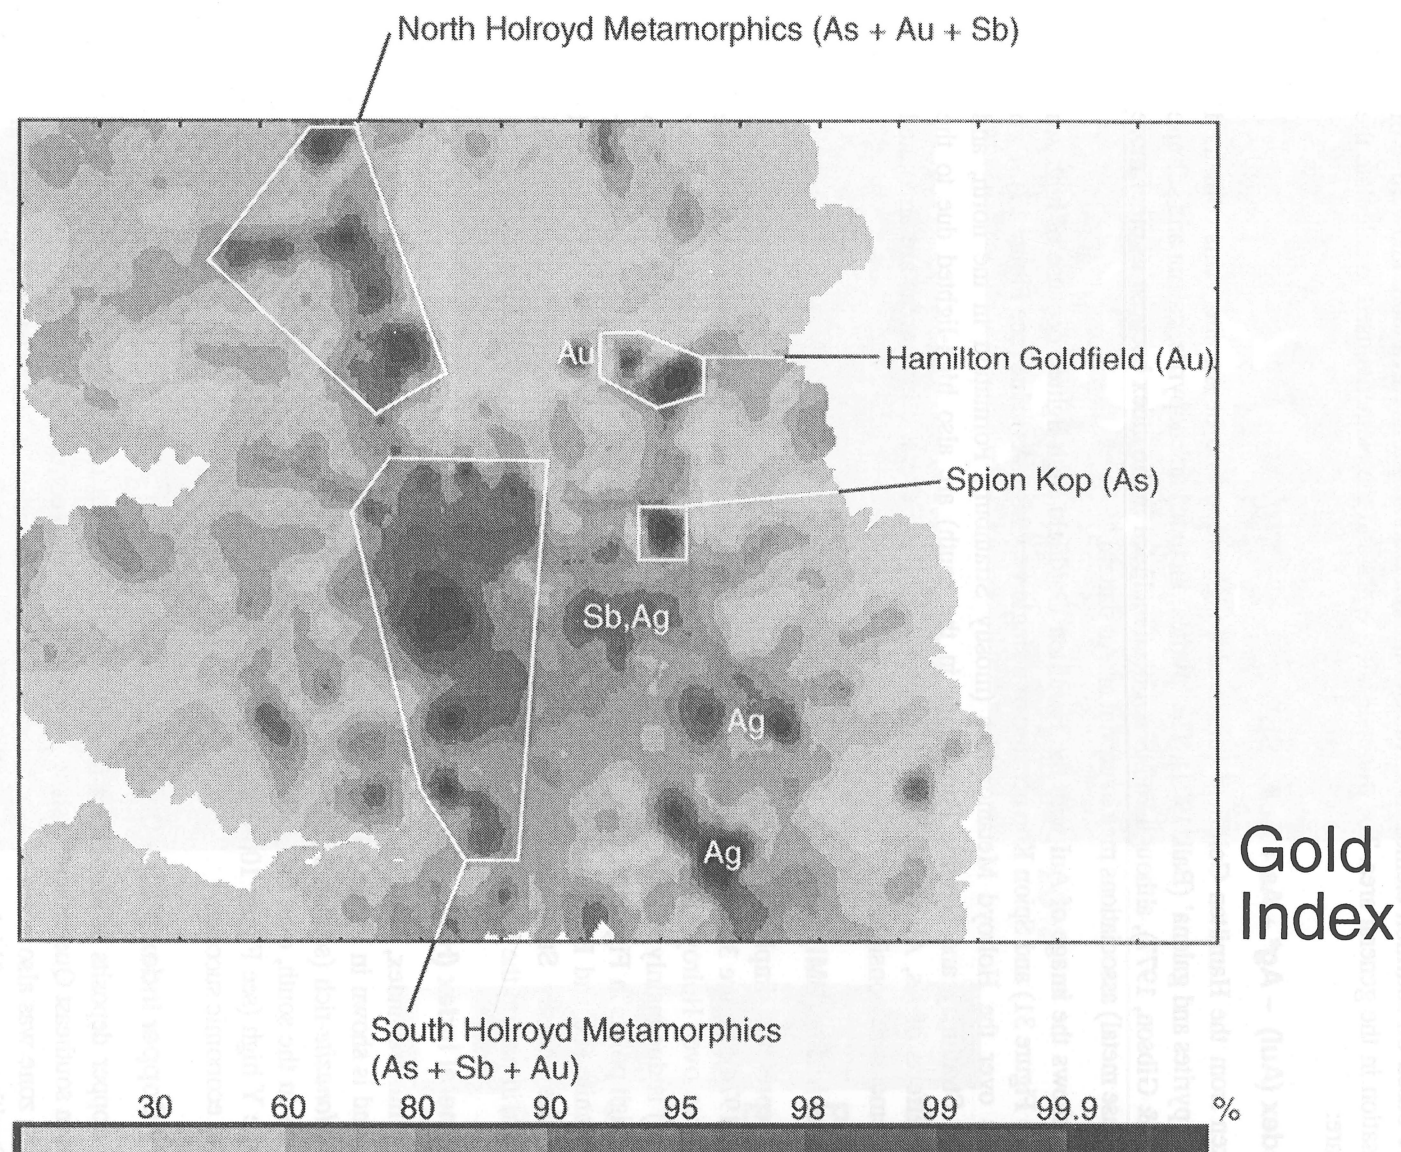 North Holroyd Metamorphics (As + Au + Sb)
Au
Hamilton Goldfield (Au)
Spion Kop (As)
Sb,Ag
Ag
Ag
Gold
Index
South Holroyd Metamorphics
(As + Sb + Au)
30 60 80 90 95 98 99 99.9 %